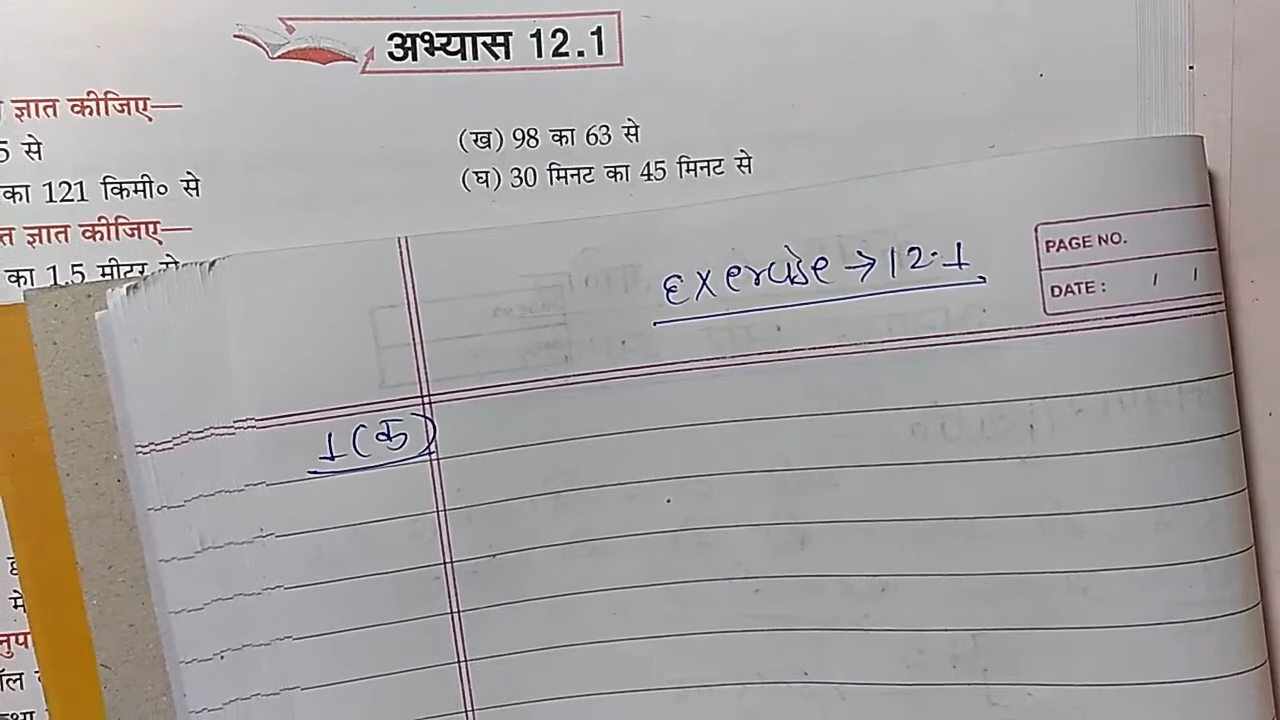 अभ्यास 12.1
ज्ञात कीजिए—
5 से
(ख) 98 का 63 से
का 121 किमी० से
(घ) 30 मिनट का 45 मिनट से
त ज्ञात कीजिए—
का 1.5 मीटर से
Exercise → 12.1
PAGE NO.
DATE : / /
1 (क)